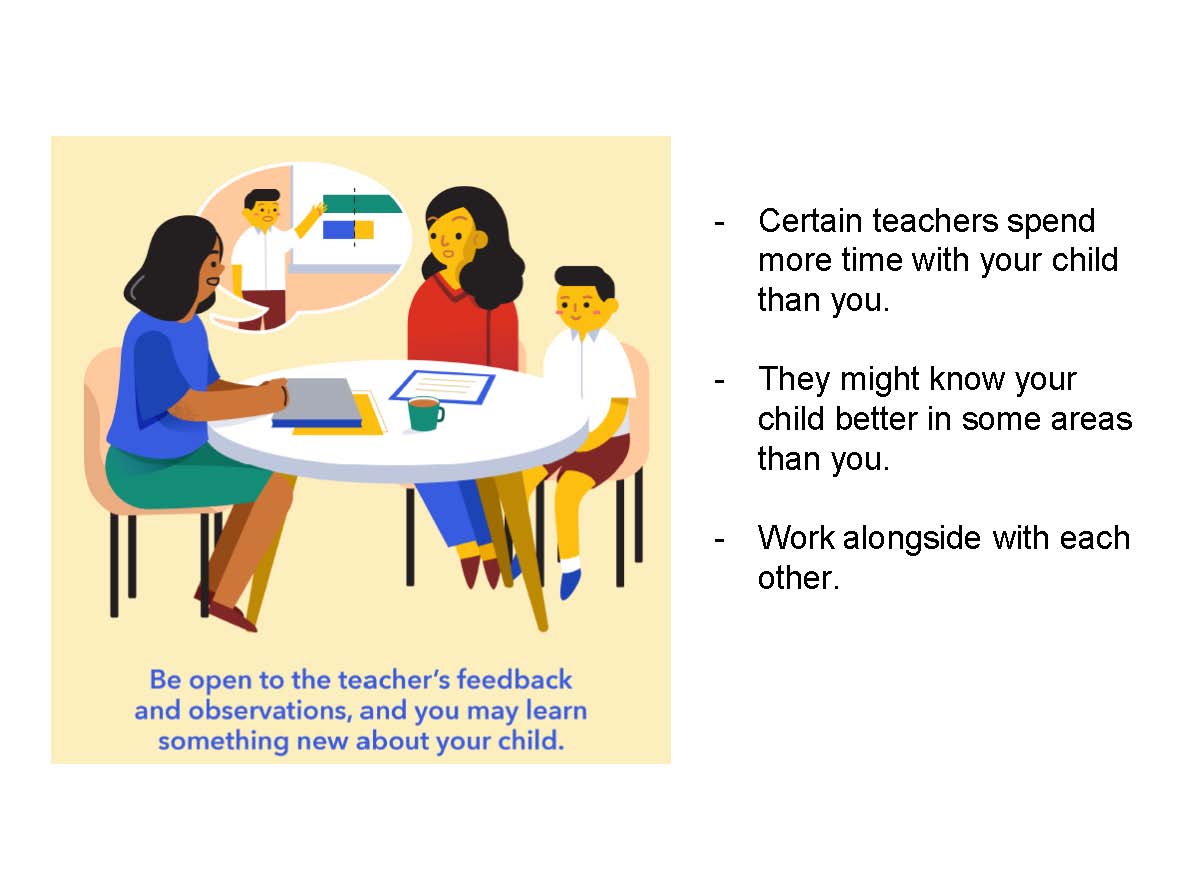 Be open to the teacher's feedback
and observations, and you may learn
something new about your child.
- Certain teachers spend
more time with your child
than you.
- They might know your
child better in some areas
than you.
- Work alongside with each
other.